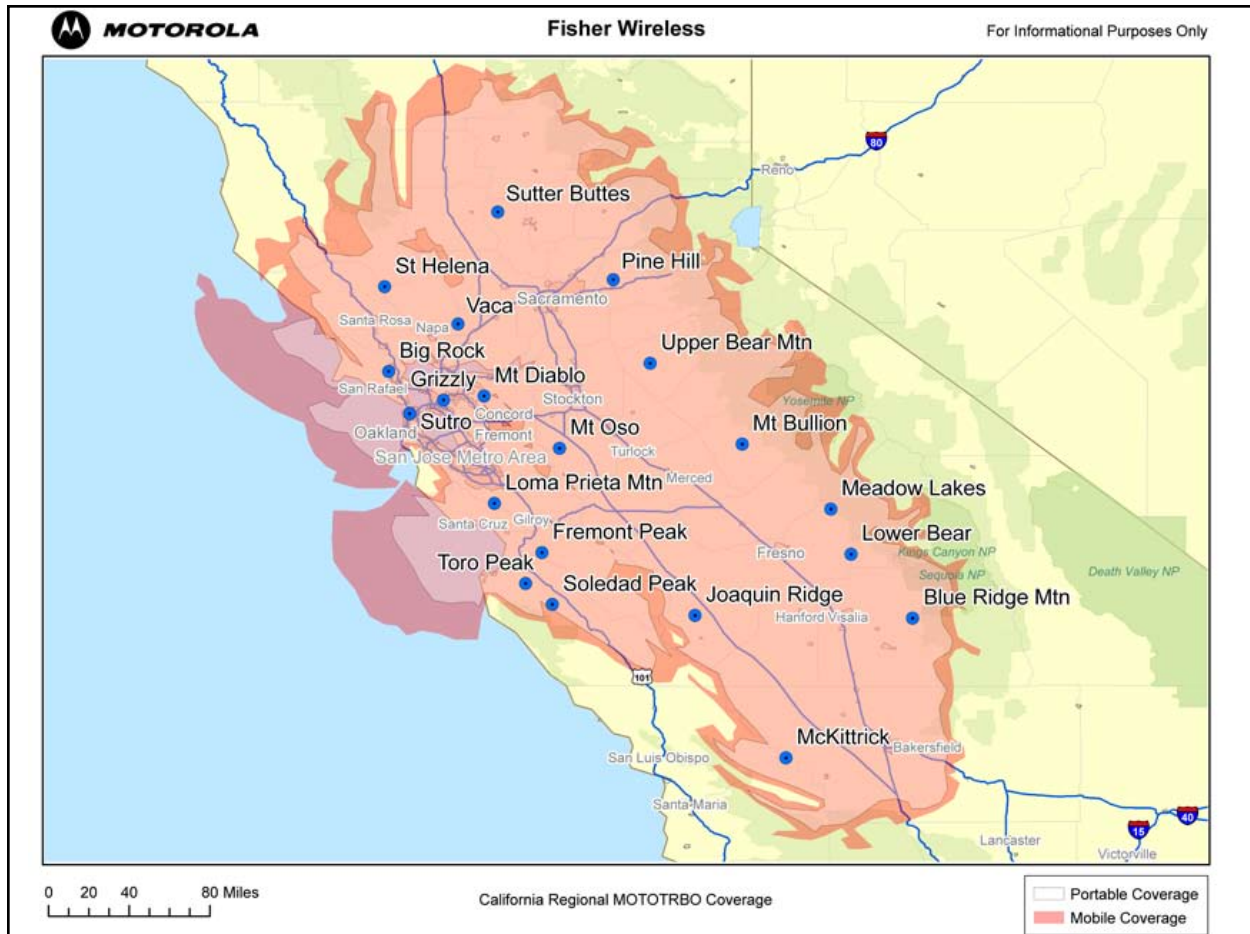 MOTOROLA
Fisher Wireless
For Informational Purposes Only
80
Reno
Sutter Buttes
Pine Hill
St Helena
Sacramento
Vaca
Santa Rosa
Napa
Upper Bear Mtn
Big Rock
Mt Diablo
San Rafael
Grizzly
Stockton
Yosemite NP
Concord
Sutro
Oakland
Fremont
Mt Oso
Mt Bullion
Turlock
San Jose Metro Area
Merced
Loma Prieta Mtn
Meadow Lakes
Santa Cruz
Gilroy
Fremont Peak
Fresno
Lower Bear
Kings Canyon NP
Toro Peak
Sequoia NP
Death Valley NP
Soledad Peak
Joaquin Ridge
Blue Ridge Mtn
Hanford Visalia
101
McKittrick
Bakersfield
San Luis Obispo
Santa Maria
Lancaster
15
40
Victorville
0 20 40 80 Miles
California Regional MOTOTRBO Coverage
Portable Coverage
Mobile Coverage